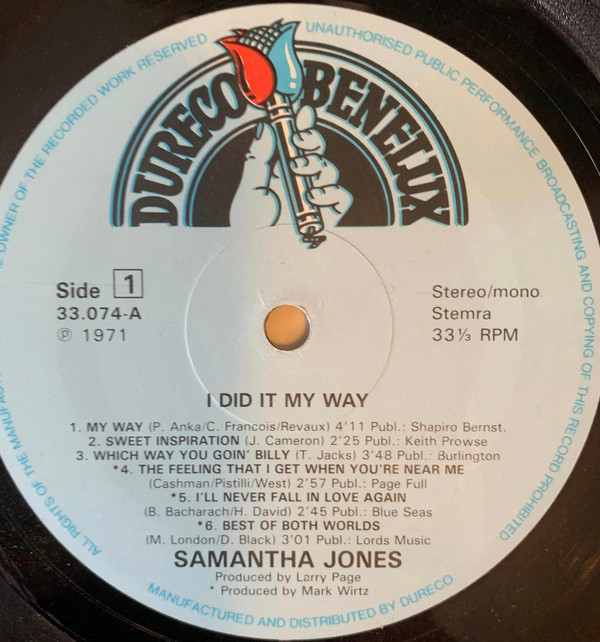 DURECO BENELUX
Side 1
33.074-A
℗ 1971
Stereo/mono
Stemra
33⅓ RPM
I DID IT MY WAY
1. MY WAY (P. Anka/C. Francois/Revaux) 4'11 Publ.: Shapiro Bernst.
2. SWEET INSPIRATION (J. Cameron) 2'25 Publ.: Keith Prowse
3. WHICH WAY YOU GOIN' BILLY (T. Jacks) 3'48 Publ.: Burlington
*4. THE FEELING THAT I GET WHEN YOU'RE NEAR ME
(Cashman/Pistilli/West) 2'57 Publ.: Page Full
*5. I'LL NEVER FALL IN LOVE AGAIN
(B. Bacharach/H. David) 2'45 Publ.: Blue Seas
*6. BEST OF BOTH WORLDS
(M. London/D. Black) 3'01 Publ.: Lords Music
SAMANTHA JONES
Produced by Larry Page
* Produced by Mark Wirtz
ALL RIGHTS OF THE MANUFACTURER OWNER OF THE RECORDED WORK RESERVED
UNAUTHORISED PUBLIC PERFORMANCE BROADCASTING AND COPYING OF THIS RECORD PROHIBITED
MANUFACTURED AND DISTRIBUTED BY DURECO